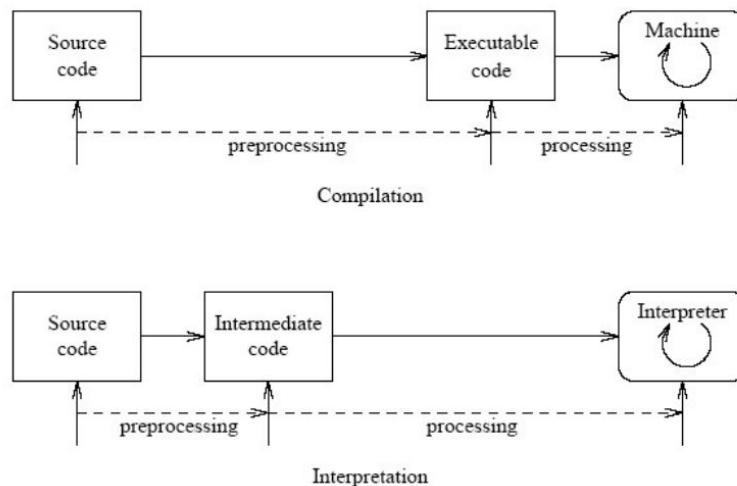 Source
code
Executable
code
Machine
preprocessing
processing
Compilation
Source
code
Intermediate
code
Interpreter
preprocessing
processing
Interpretation